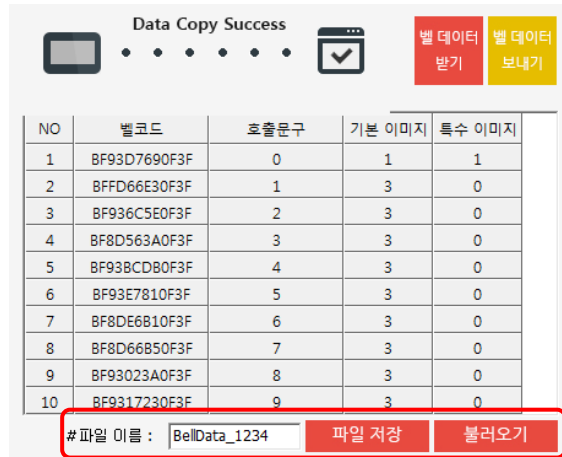 Data Copy Success
벨 데이터
받기
벨 데이터
보내기
NO 벨코드 호출문구 기본 이미지 특수 이미지
1 BF93D7690F3F 0 1 1
2 BFFD66E30F3F 1 3 0
3 BF936C5E0F3F 2 3 0
4 BF8D563A0F3F 3 3 0
5 BF93BCDB0F3F 4 3 0
6 BF93E7810F3F 5 3 0
7 BF8DE6B10F3F 6 3 0
8 BF8D66B50F3F 7 3 0
9 BF93023A0F3F 8 3 0
10 BF9317230F3F 9 3 0
#파일 이름 : BellData_1234 파일 저장 불러오기